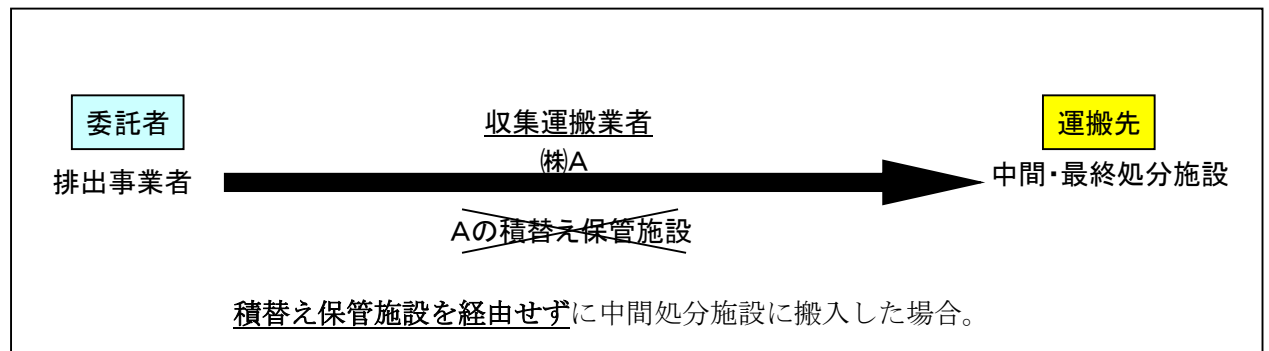 委託者
排出事業者
収集運搬業者
㈱A
Aの積替え保管施設
運搬先
中間・最終処分施設
積替え保管施設を経由せずに中間処分施設に搬入した場合。